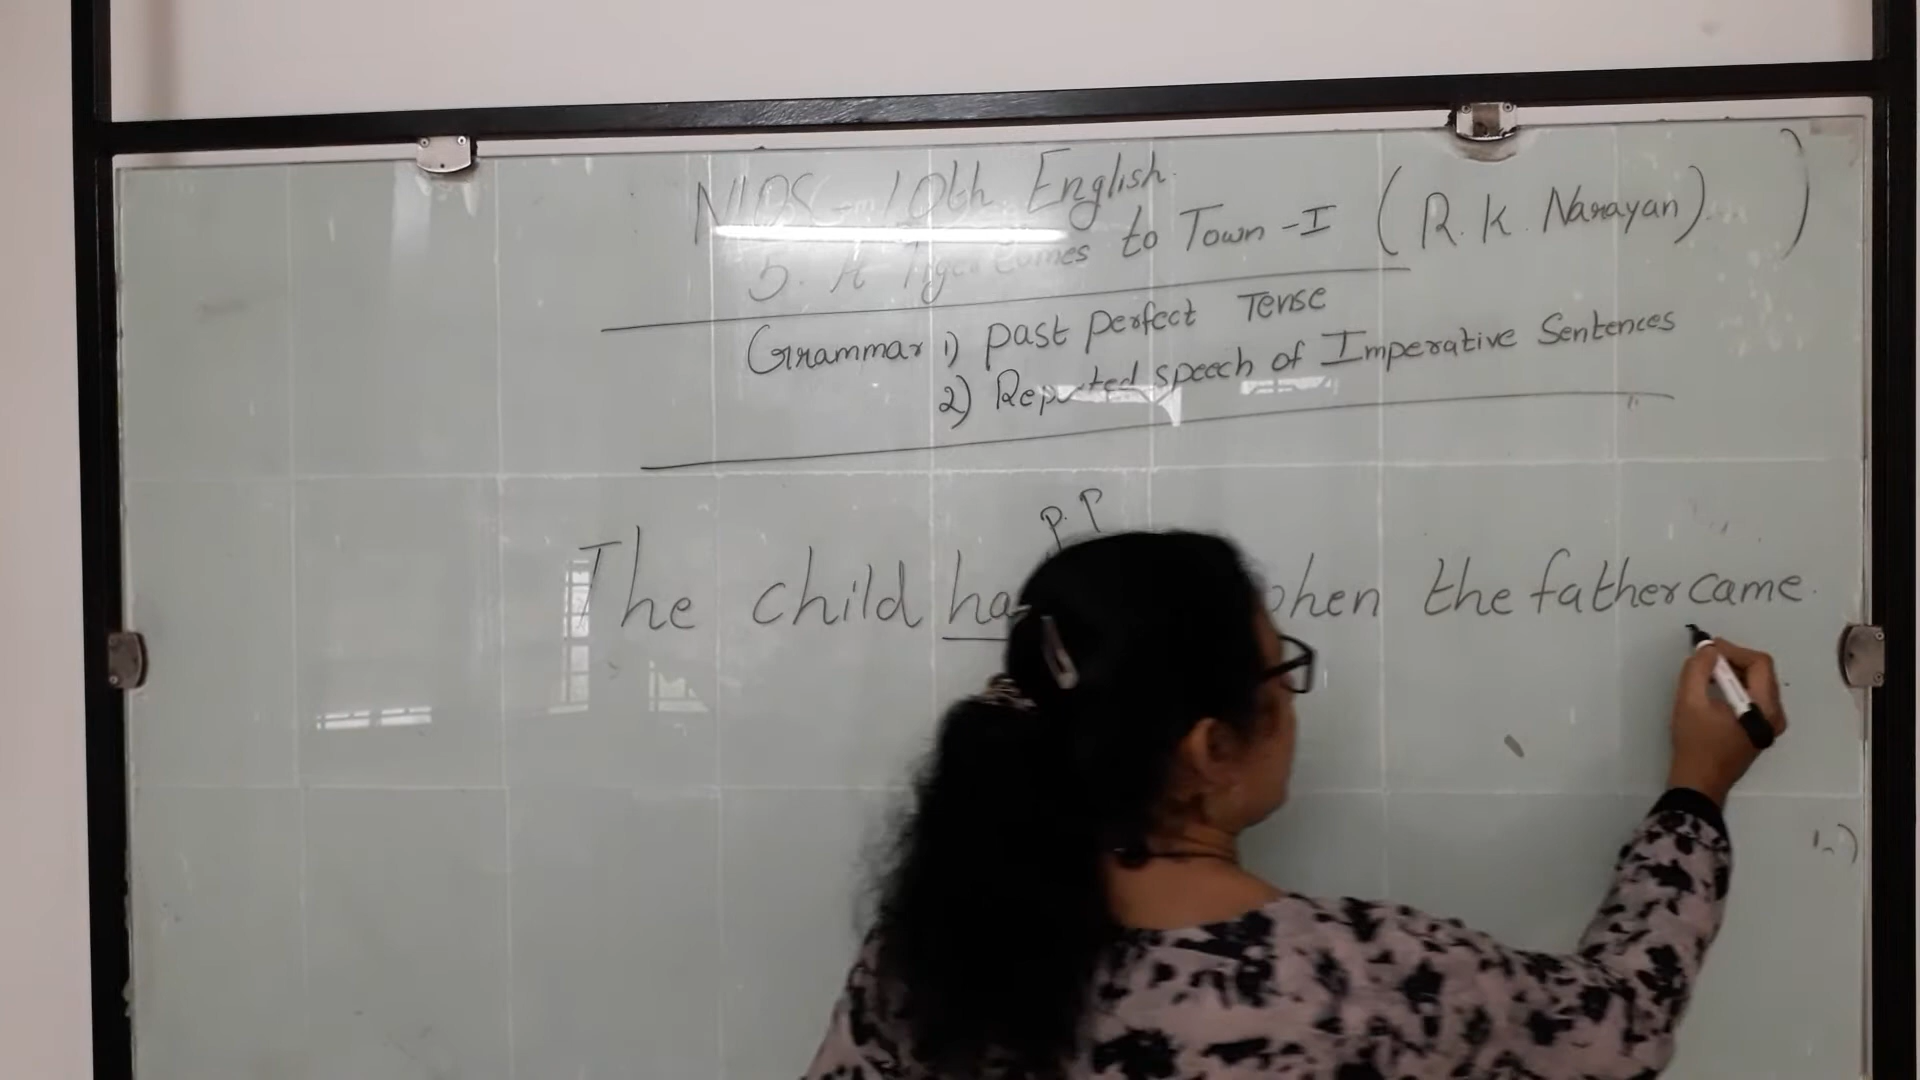 NIOS - 10th English.
5. A Tiger Comes to Town - I ( R. K. Narayan) )
Grammar 1) Past perfect Tense
2) Reported speech of Imperative Sentences
P. P
The child when the father came.